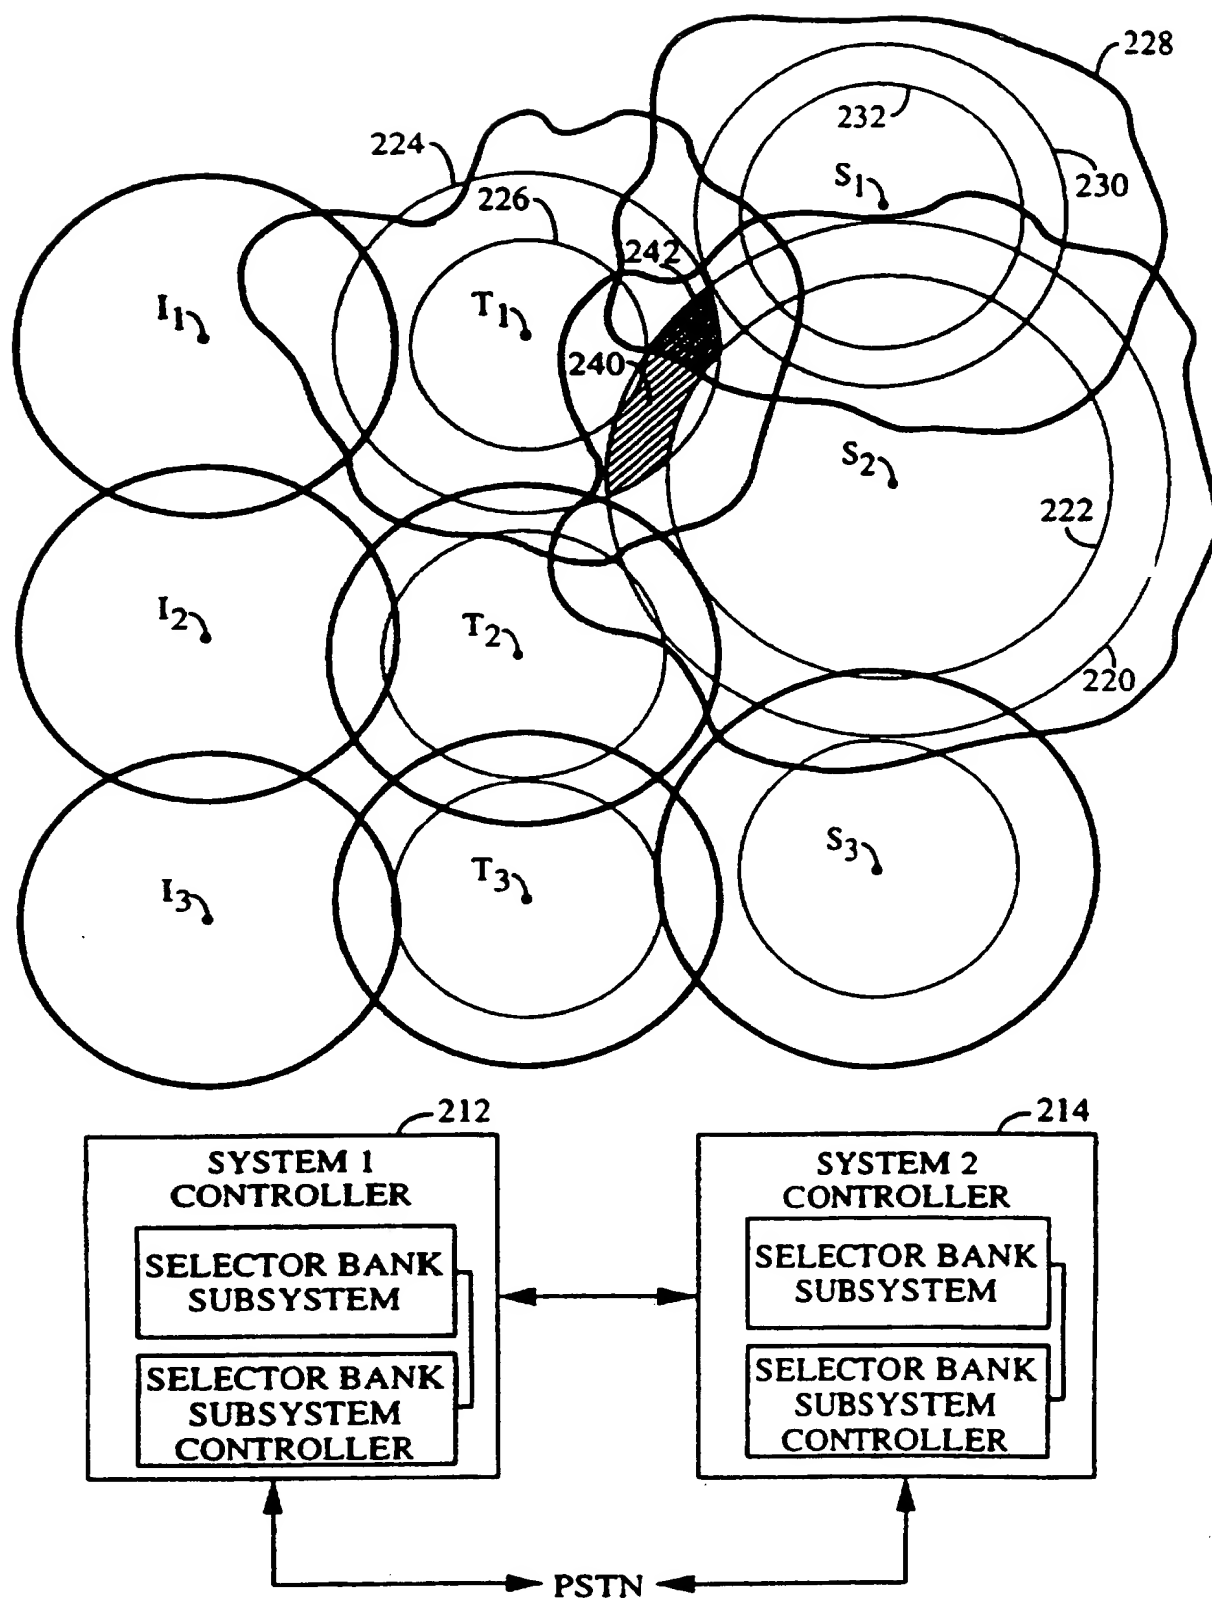 228
232
224
S1
230
226
242
I1
T1
240
S2
222
I2
T2
220
S3
T3
I3
212
214
SYSTEM 1
CONTROLLER
SELECTOR BANK
SUBSYSTEM
SELECTOR BANK
SUBSYSTEM
CONTROLLER
SYSTEM 2
CONTROLLER
SELECTOR BANK
SUBSYSTEM
SELECTOR BANK
SUBSYSTEM
CONTROLLER
PSTN